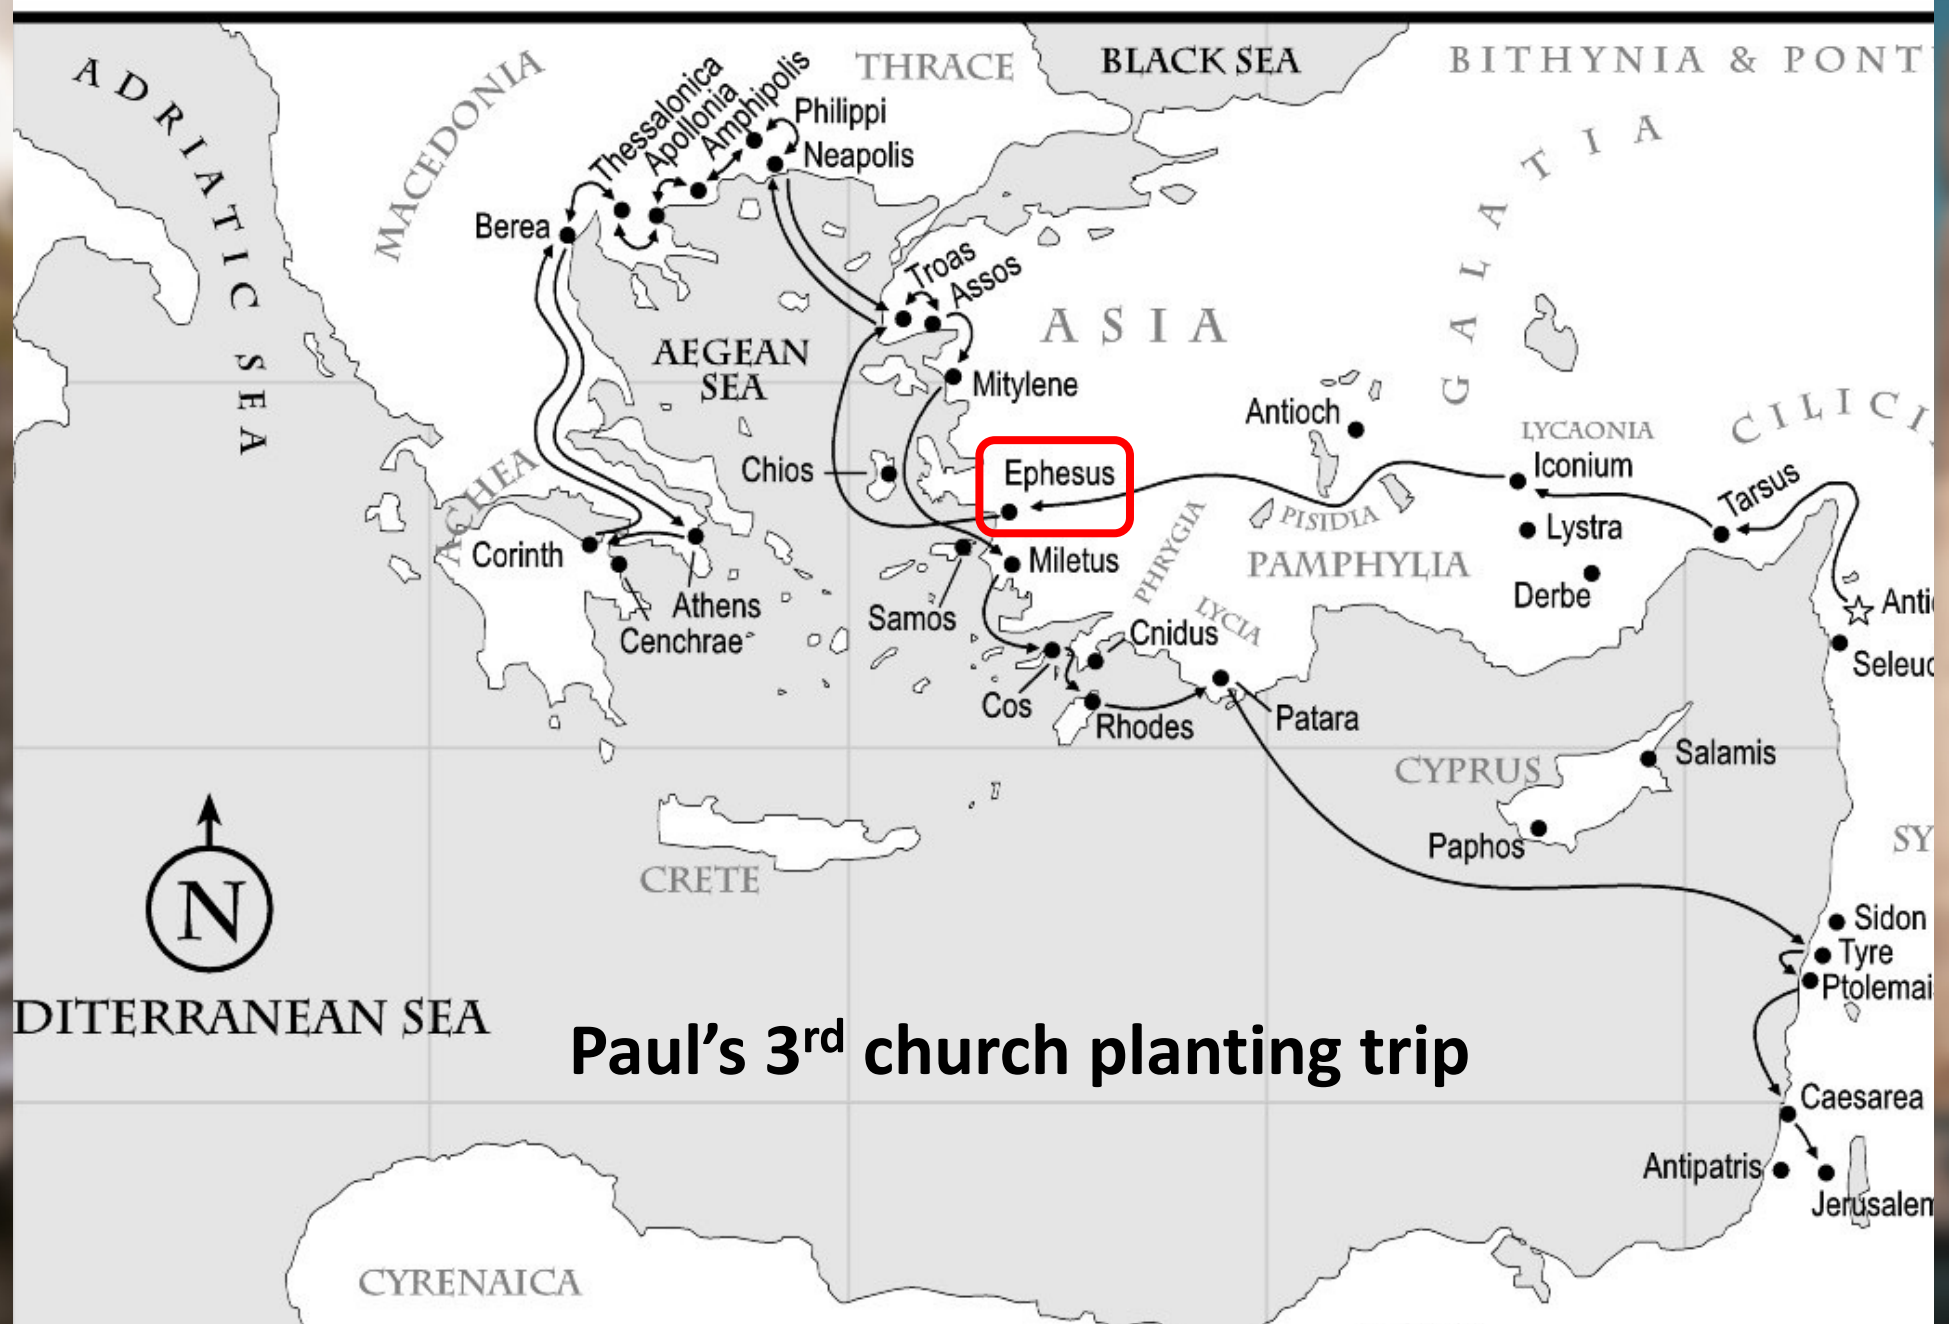 ADRIATIC SEA
MACEDONIA
THRACE
BLACK SEA
BITHYNIA & PONT
Thessalonica
Apollonia
Amphipolis
Philippi
Neapolis
Berea
GALATIA
Troas
Assos
ASIA
AEGEAN
SEA
Mitylene
Antioch
LYCAONIA
CILICI
Iconium
Chios
Ephesus
Tarsus
ACHEA
PISIDIA
Lystra
Corinth
Miletus
PHRYGIA
PAMPHYLIA
Derbe
Athens
Samos
LYCIA
Anti
Cenchrae
Cnidus
Seleuc
Cos
Rhodes
Patara
Salamis
CYPRUS
Paphos
SY
CRETE
N
Sidon
Tyre
Ptolemai
DITERRANEAN SEA
Paul's 3rd church planting trip
Caesarea
Antipatris
Jerusalem
CYRENAICA